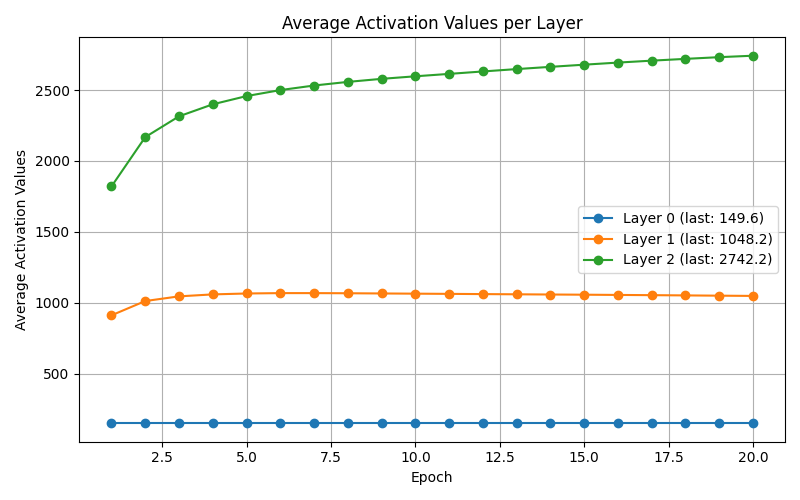 Average Activation Values per Layer
Average Activation Values
2500
2000
1500
1000
500
Layer 0 (last: 149.6)
Layer 1 (last: 1048.2)
Layer 2 (last: 2742.2)
2.5 5.0 7.5 10.0 12.5 15.0 17.5 20.0
Epoch